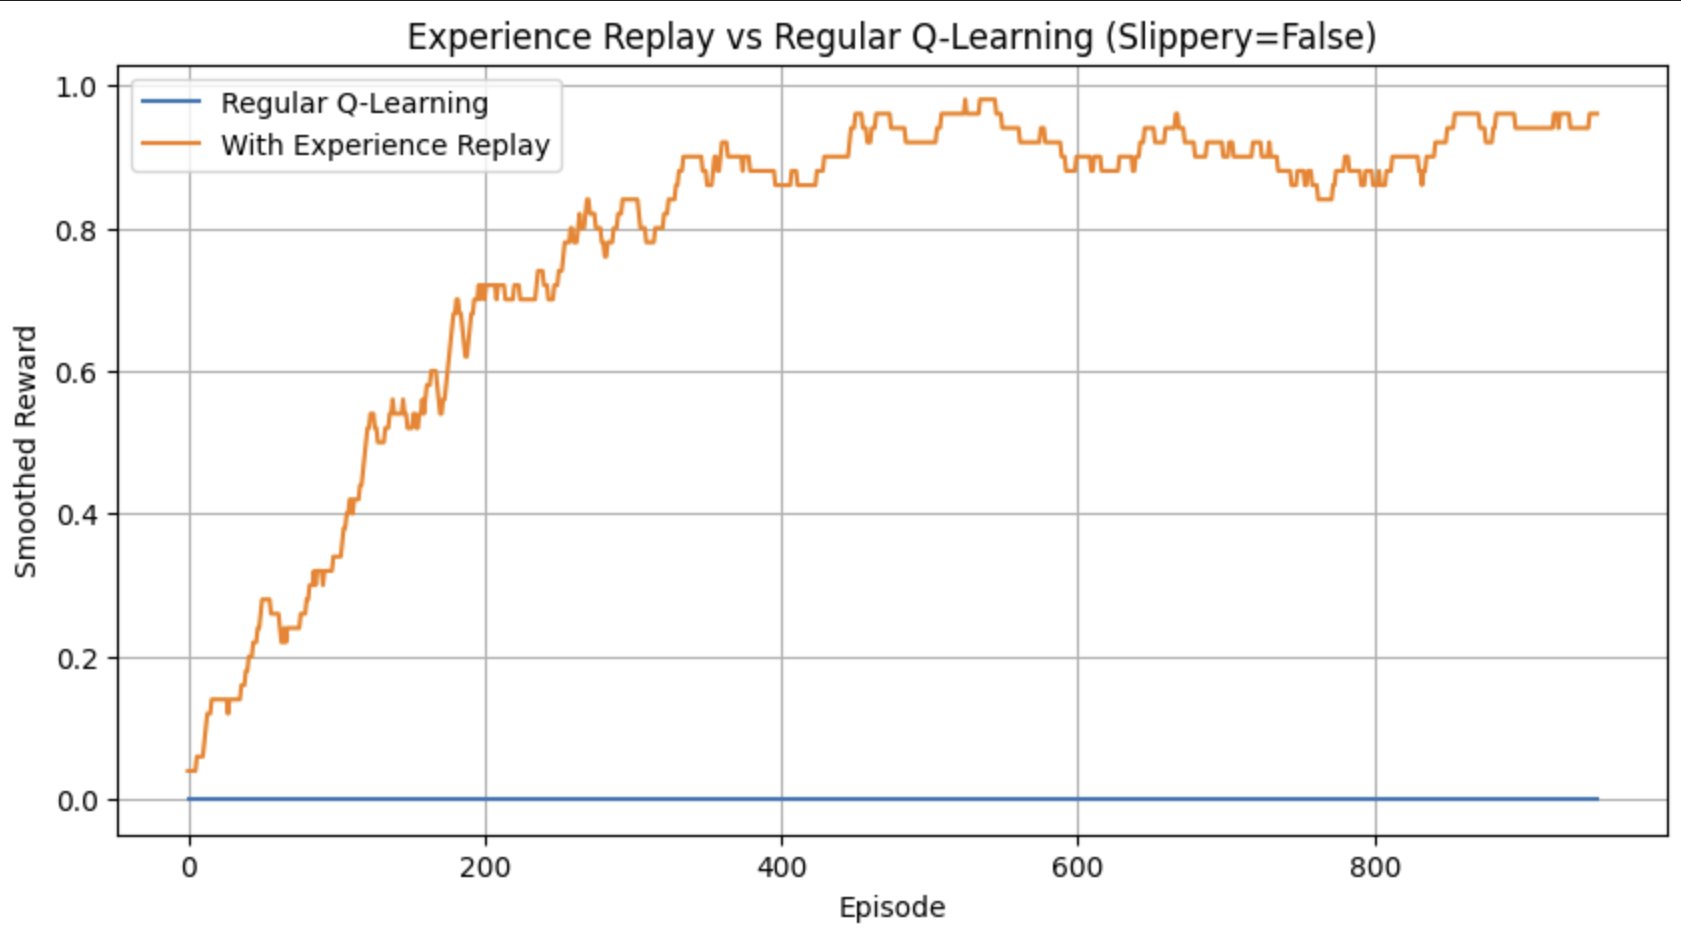 Experience Replay vs Regular Q-Learning (Slippery=False)
Regular Q-Learning
With Experience Replay
Smoothed Reward
1.0
0.8
0.6
0.4
0.2
0.0
0 200 400 600 800
Episode